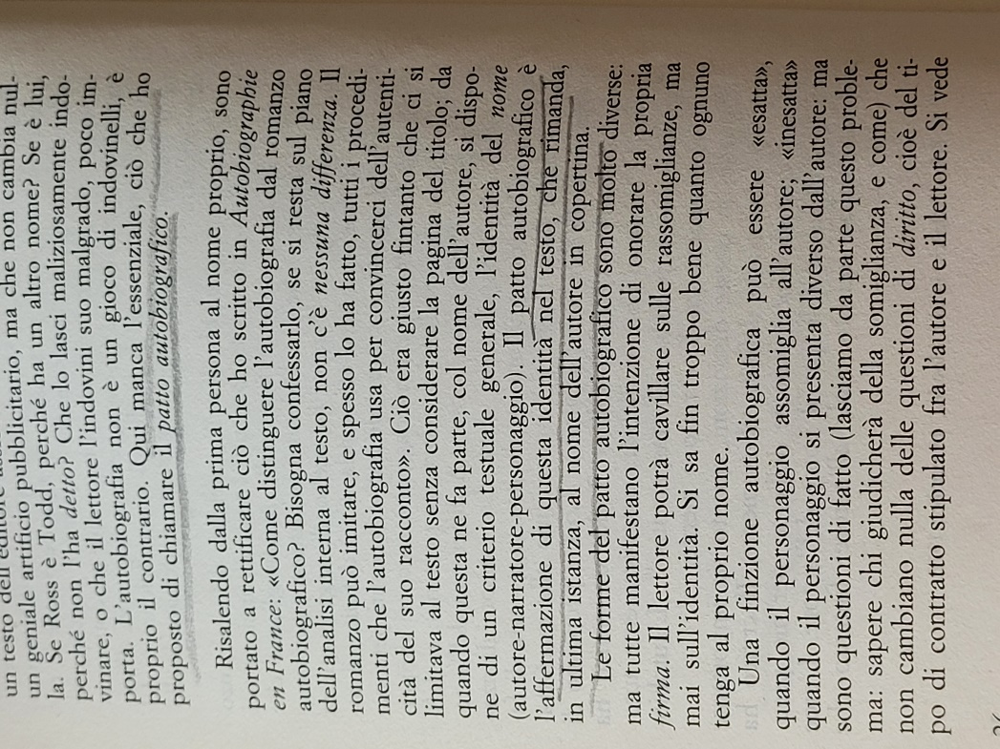 un testo dell'editore
un geniale artificio pubblicitario, ma che non cambia nul-
la. Se Ross è Todd, perché ha un altro nome? Se è lui,
perché non l'ha detto? Che lo lasci maliziosamente indo-
vinare, o che il lettore l'indovini suo malgrado, poco im-
porta. L'autobiografia non è un gioco di indovinelli, è
proprio il contrario. Qui manca l'essenziale, ciò che ho
proposto di chiamare il patto autobiografico.
Risalendo dalla prima persona al nome proprio, sono
portato a rettificare ciò che ho scritto in Autobiographie
en France: «Come distinguere l'autobiografia dal romanzo
autobiografico? Bisogna confessarlo, se si resta sul piano
dell'analisi interna al testo, non c'è nessuna differenza. Il
romanzo può imitare, e spesso lo ha fatto, tutti i procedi-
menti che l'autobiografia usa per convincerci dell'autenti-
cità del suo racconto». Ciò era giusto fintanto che ci si
limitava al testo senza considerare la pagina del titolo; da
quando questa ne fa parte, col nome dell'autore, si dispo-
ne di un criterio testuale generale, l'identità del nome
(autore-narratore-personaggio). Il patto autobiografico è
l'affermazione di questa identità nel testo, che rimanda,
in ultima istanza, al nome dell'autore in copertina.
Le forme del patto autobiografico sono molto diverse:
ma tutte manifestano l'intenzione di onorare la propria
firma. Il lettore potrà cavillare sulle rassomiglianze, ma
mai sull'identità. Si sa fin troppo bene quanto ognuno
tenga al proprio nome.
Una finzione autobiografica può essere «esatta»,
quando il personaggio assomiglia all'autore; «inesatta»
quando il personaggio si presenta diverso dall'autore: ma
sono questioni di fatto (lasciamo da parte questo proble-
ma: sapere chi giudicherà della somiglianza, e come) che
non cambiano nulla delle questioni di diritto, cioè del ti-
po di contratto stipulato fra l'autore e il lettore. Si vede